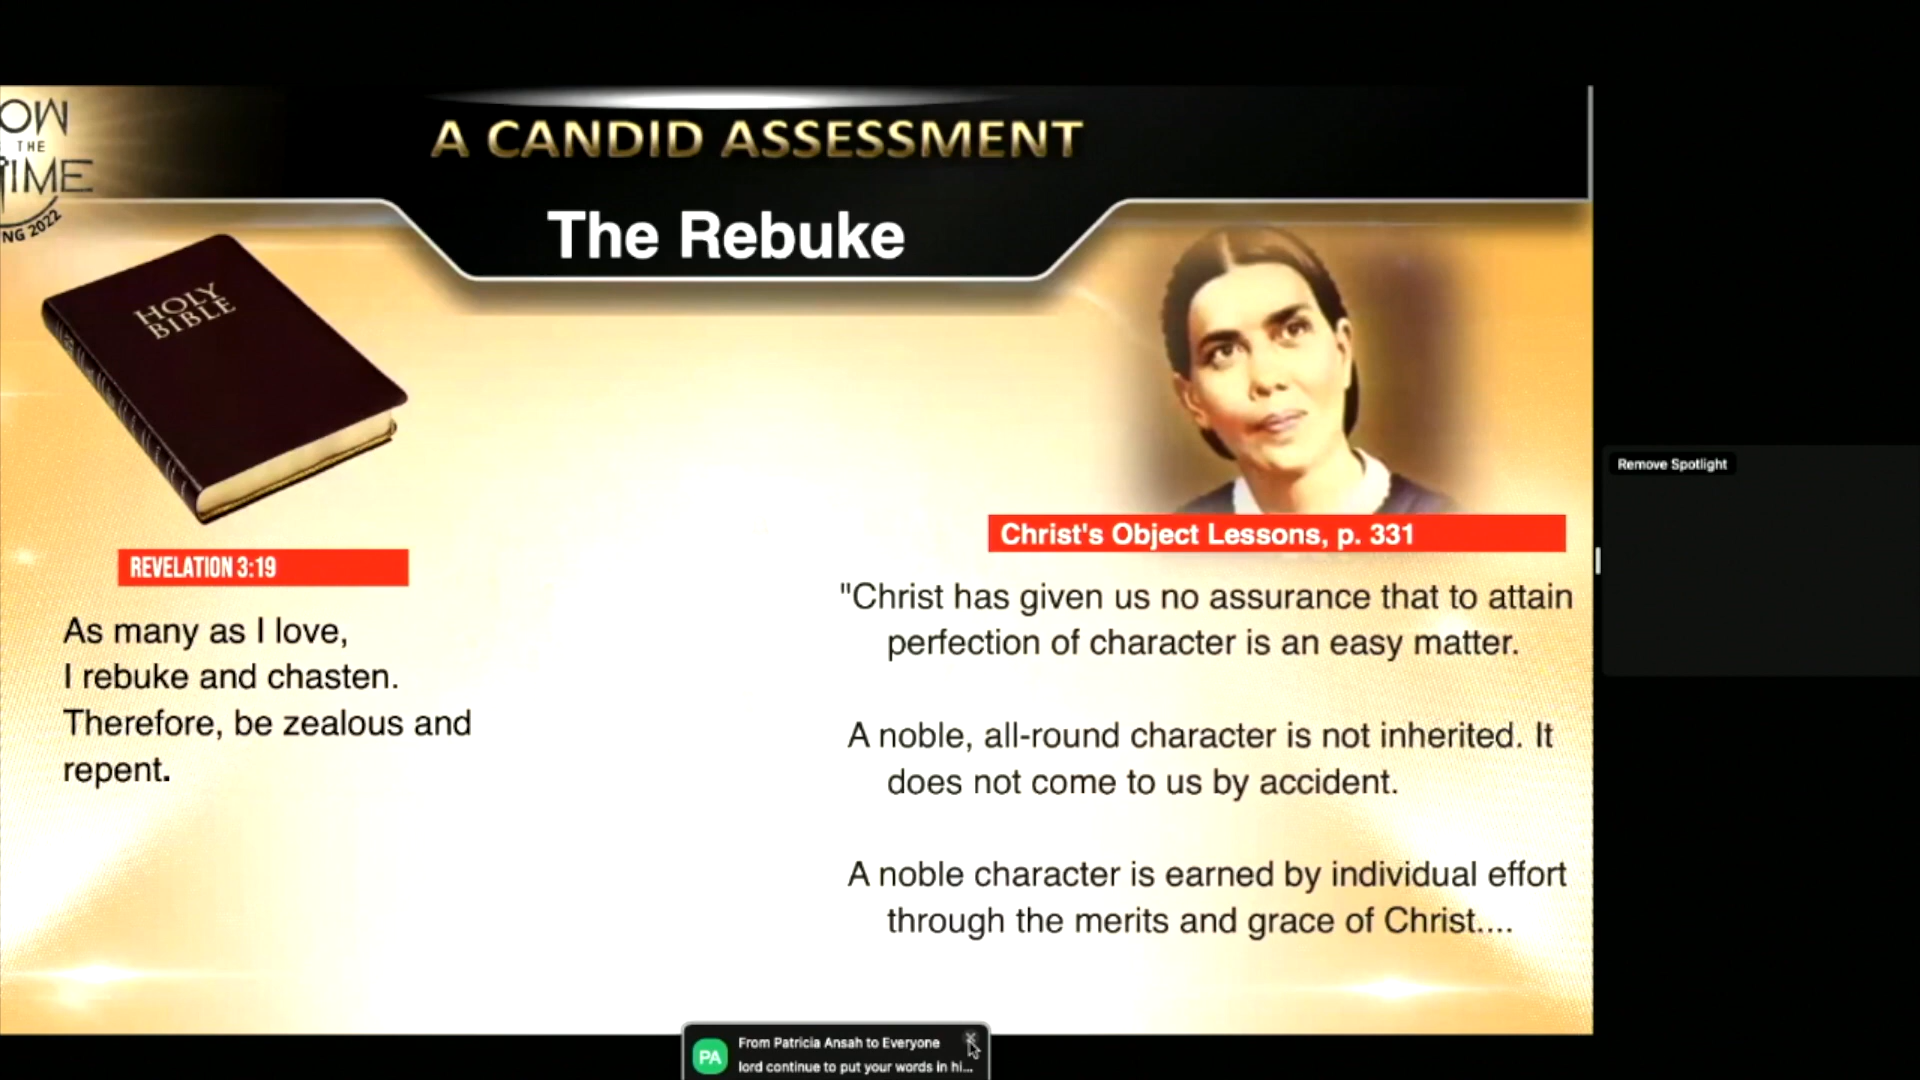 OW
THE
TIME
NG 2022
A CANDID ASSESSMENT
The Rebuke
HOLY
BIBLE
REVELATION 3:19
As many as I love,
I rebuke and chasten.
Therefore, be zealous and
repent.
Christ's Object Lessons, p. 331
"Christ has given us no assurance that to attain
perfection of character is an easy matter.
A noble, all-round character is not inherited. It
does not come to us by accident.
A noble character is earned by individual effort
through the merits and grace of Christ....
Remove Spotlight
PA
From Patricia Ansah to Everyone
lord continue to put your words in hi...